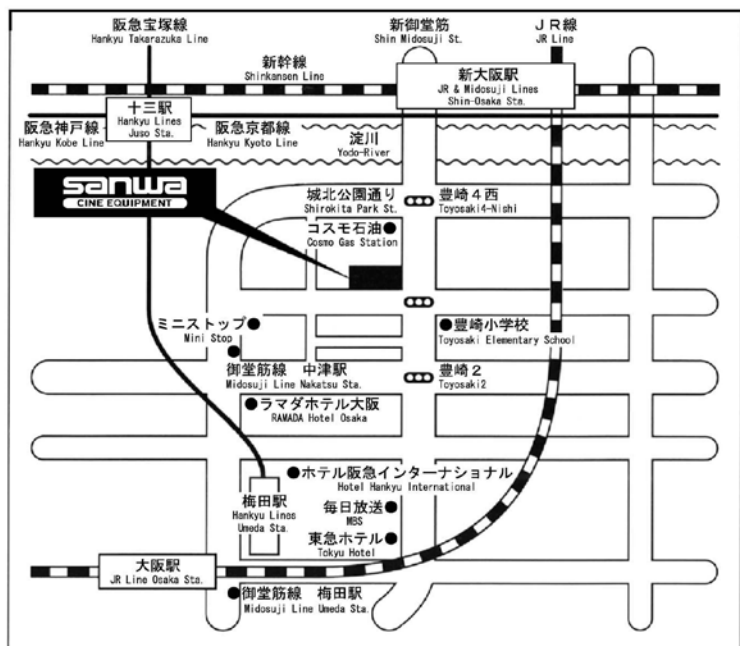 阪急宝塚線
Hankyu Takarazuka Line
新御堂筋
Shin Midosuji St.
ＪＲ線
JR Line
新幹線
Shinkansen Line
新大阪駅
JR & Midosuji Lines
Shin-Osaka Sta.
十三駅
Hankyu Lines
Juso Sta.
阪急神戸線
Hankyu Kobe Line
阪急京都線
Hankyu Kyoto Line
淀川
Yodo-River
sanwa
CINE EQUIPMENT
城北公園通り
Shirokita Park St.
豊崎４西
Toyosaki4-Nishi
コスモ石油
Cosmo Gas Station
ミニストップ
Mini Stop
豊崎小学校
Toyosaki Elementary School
御堂筋線　中津駅
Midosuji Line Nakatsu Sta.
豊崎２
Toyosaki2
ラマダホテル大阪
RAMADA Hotel Osaka
ホテル阪急インターナショナル
Hotel Hankyu International
梅田駅
Hankyu Lines
Umeda Sta.
毎日放送
MBS
東急ホテル
Tokyu Hotel
大阪駅
JR Line Osaka Sta.
御堂筋線　梅田駅
Midosuji Line Umeda Sta.